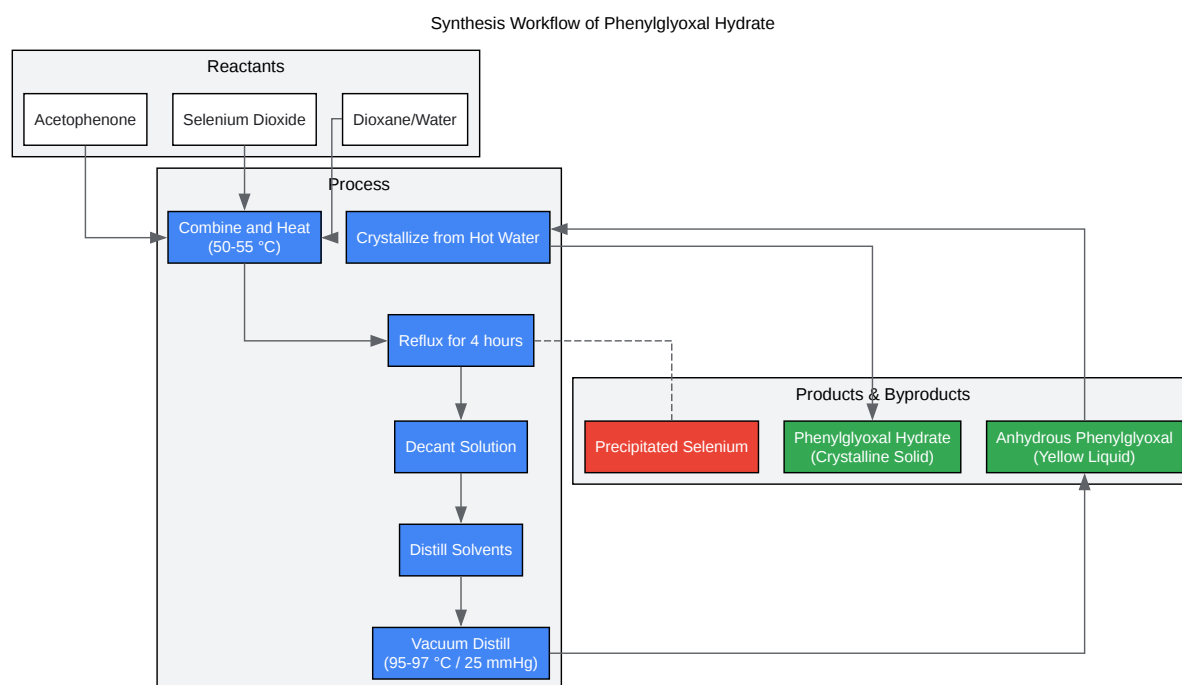 Synthesis Workflow of Phenylglyoxal Hydrate
Reactants
Acetophenone
Selenium Dioxide
Dioxane/Water
Process
Combine and Heat
(50-55 °C)
Crystallize from Hot Water
Reflux for 4 hours
Products & Byproducts
Precipitated Selenium
Phenylglyoxal Hydrate
(Crystalline Solid)
Anhydrous Phenylglyoxal
(Yellow Liquid)
Decant Solution
Distill Solvents
Vacuum Distill
(95-97 °C / 25 mmHg)